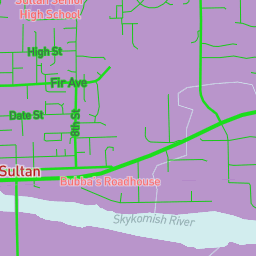 Sultan Senior
High School
High St
Fir Ave
Date St
8th St
Sultan
Bubba's Roadhouse
Skykomish River